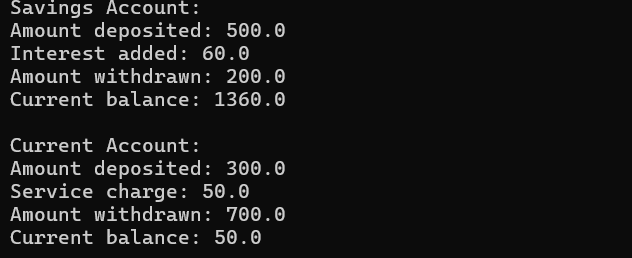 Savings Account:
Amount deposited: 500.0
Interest added: 60.0
Amount withdrawn: 200.0
Current balance: 1360.0
Current Account:
Amount deposited: 300.0
Service charge: 50.0
Amount withdrawn: 700.0
Current balance: 50.0